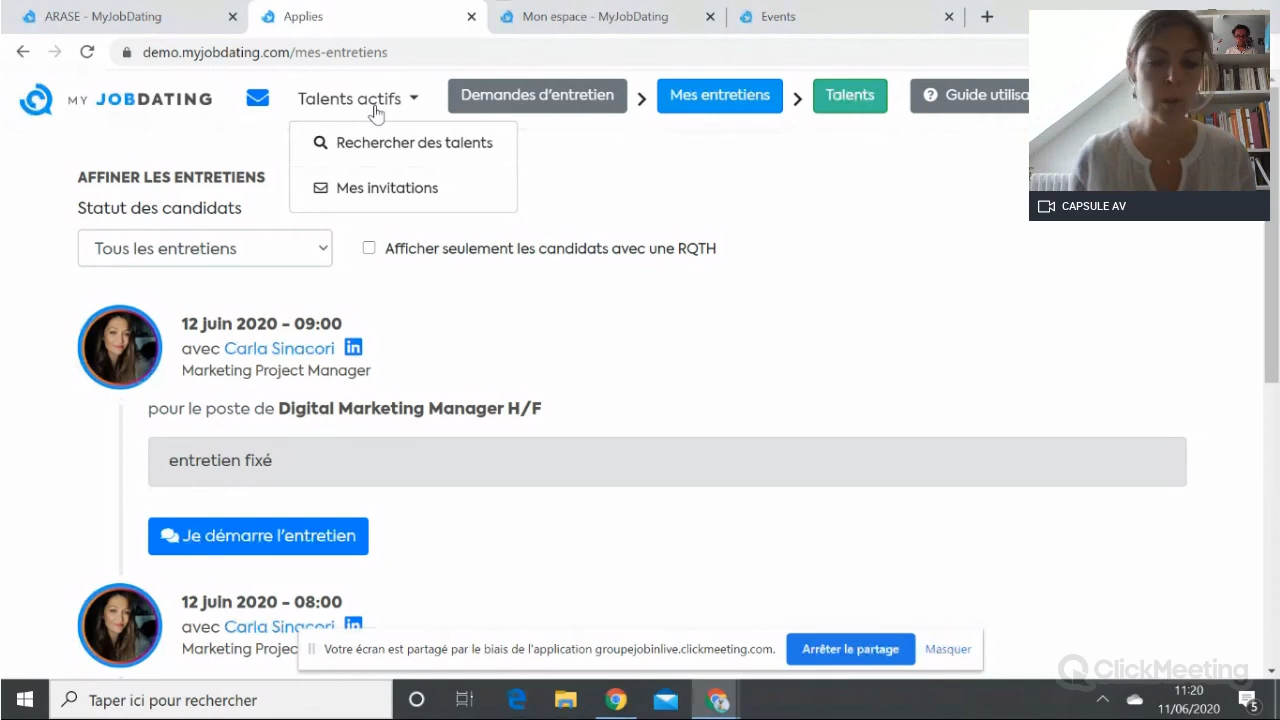 ARASE - MyJobDating
Applies
Mon espace - MyJobDating
Events
demo.myjobdating.com/mes-entretiens
MY JOBDATING
Talents actifs
Demandes d'entretien
Mes entretiens
Talents
Guide utilisa
Rechercher des talents
Mes invitations
CAPSULE AV
AFFINER LES ENTRETIENS
Statut des candidats
Tous les entretiens
Afficher seulement les candidats avec une RQTH
12 juin 2020 - 09:00
avec Carla Sinacori
Marketing Project Manager
pour le poste de Digital Marketing Manager H/F
entretien fixé
Je démarre l'entretien
12 juin 2020 - 08:00
avec Carla Sinacori
Marketing Projec
Votre écran est partagé par le biais de l'application groupejobinlive.clickmeeting.com.
Arrêter le partage
Masquer
ClickMeeting
Taper ici pour rechercher
11:20
11/06/2020
5